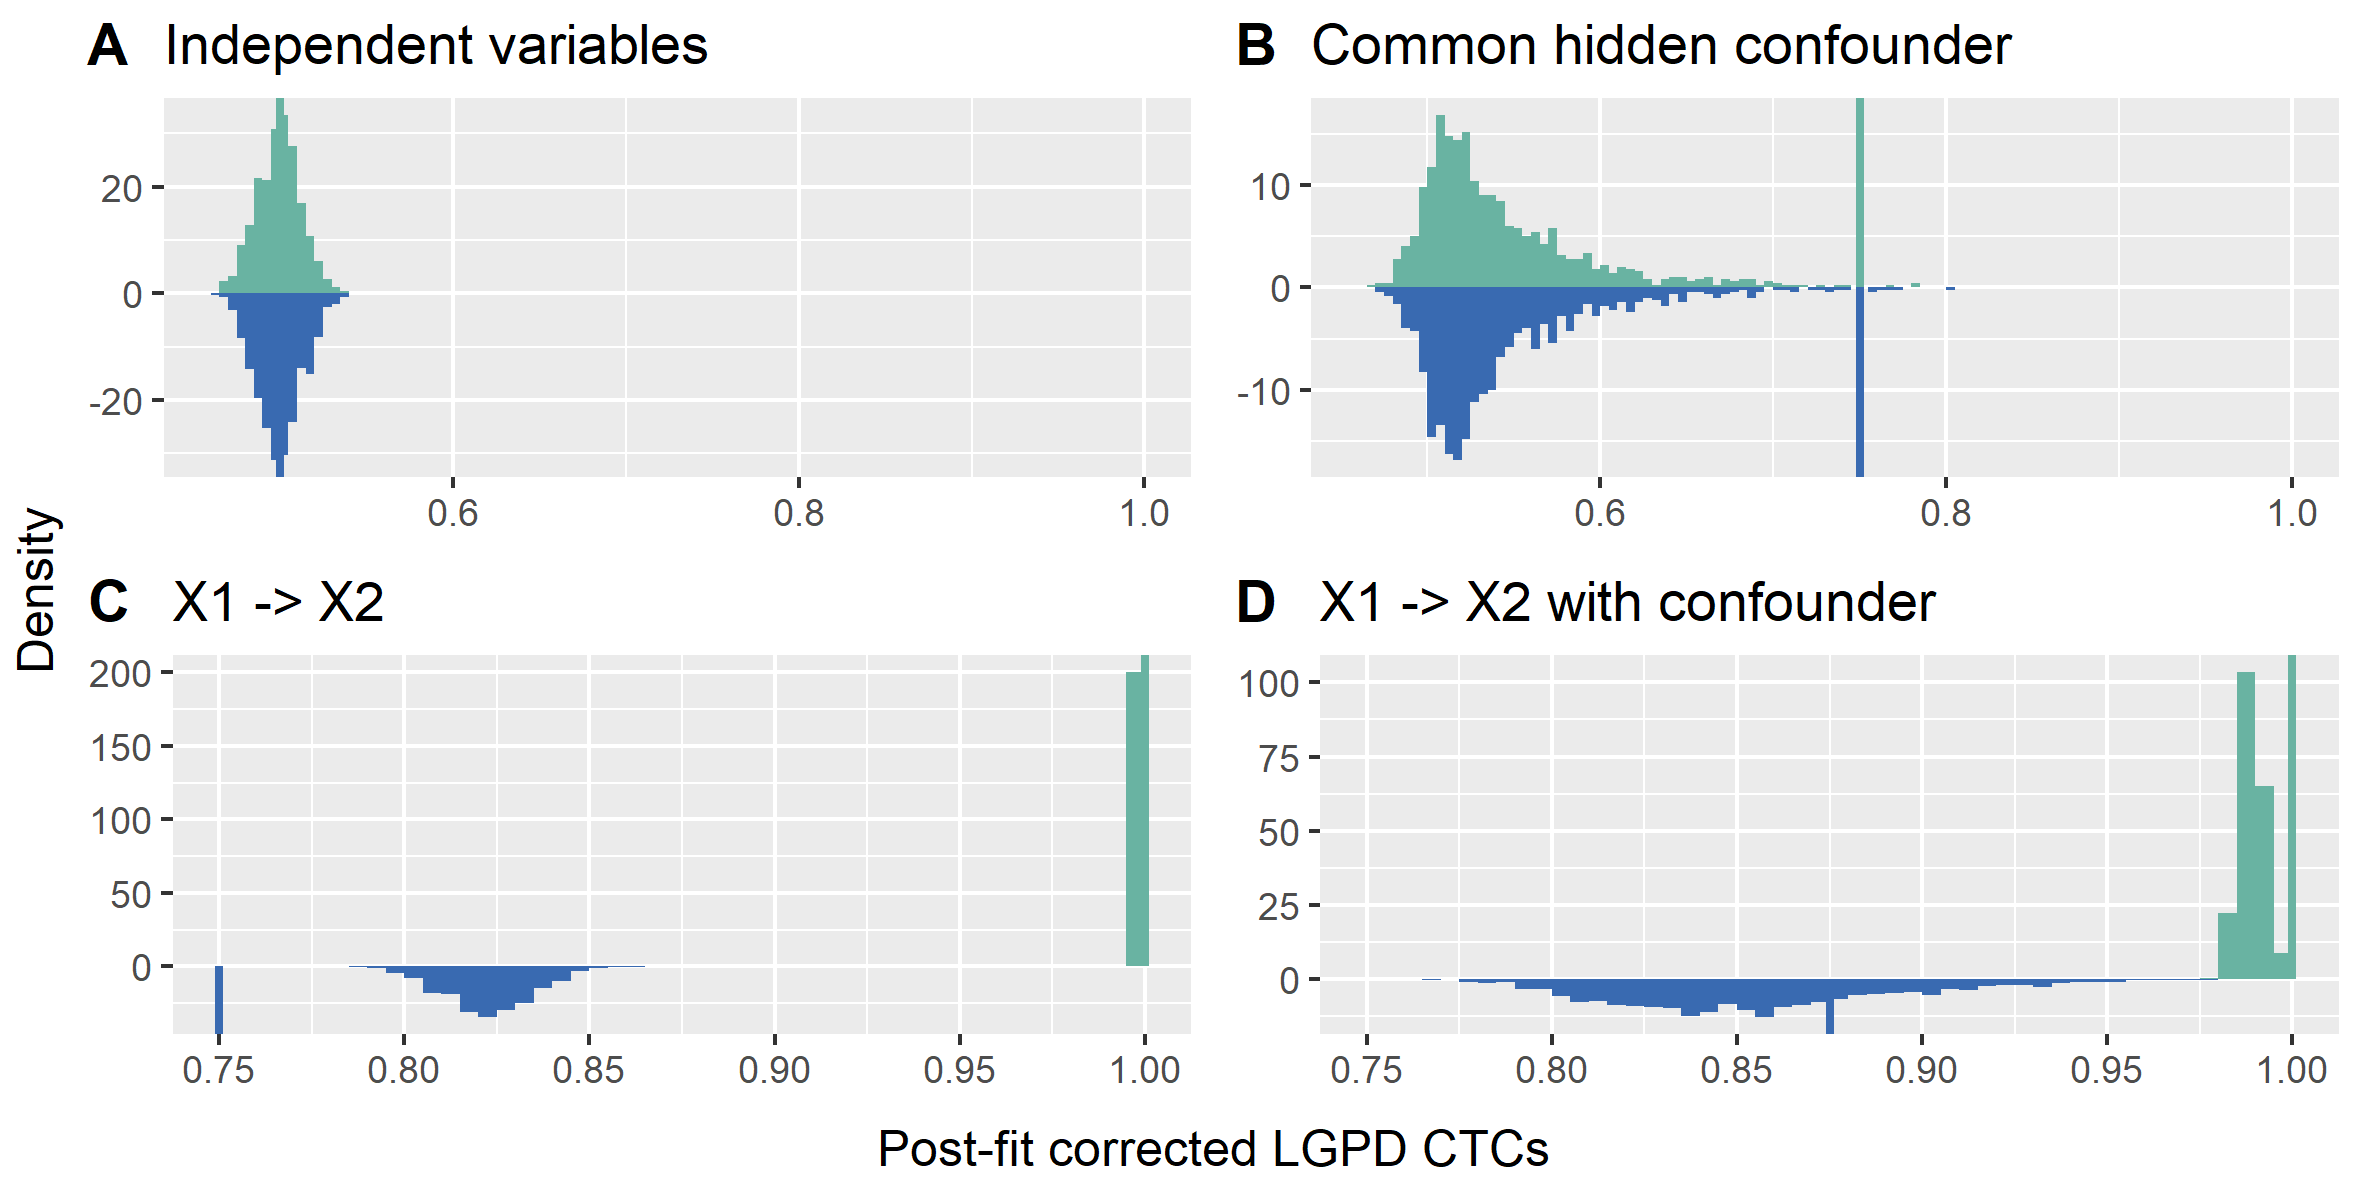 A Independent variables
20
0
-20
0.6 0.8 1.0
B Common hidden confounder
10
0
-10
0.6 0.8 1.0
Density
C X1 -> X2
200
150
100
50
0
0.75 0.80 0.85 0.90 0.95 1.00
D X1 -> X2 with confounder
100
75
50
25
0
0.75 0.80 0.85 0.90 0.95 1.00
Post-fit corrected LGPD CTCs